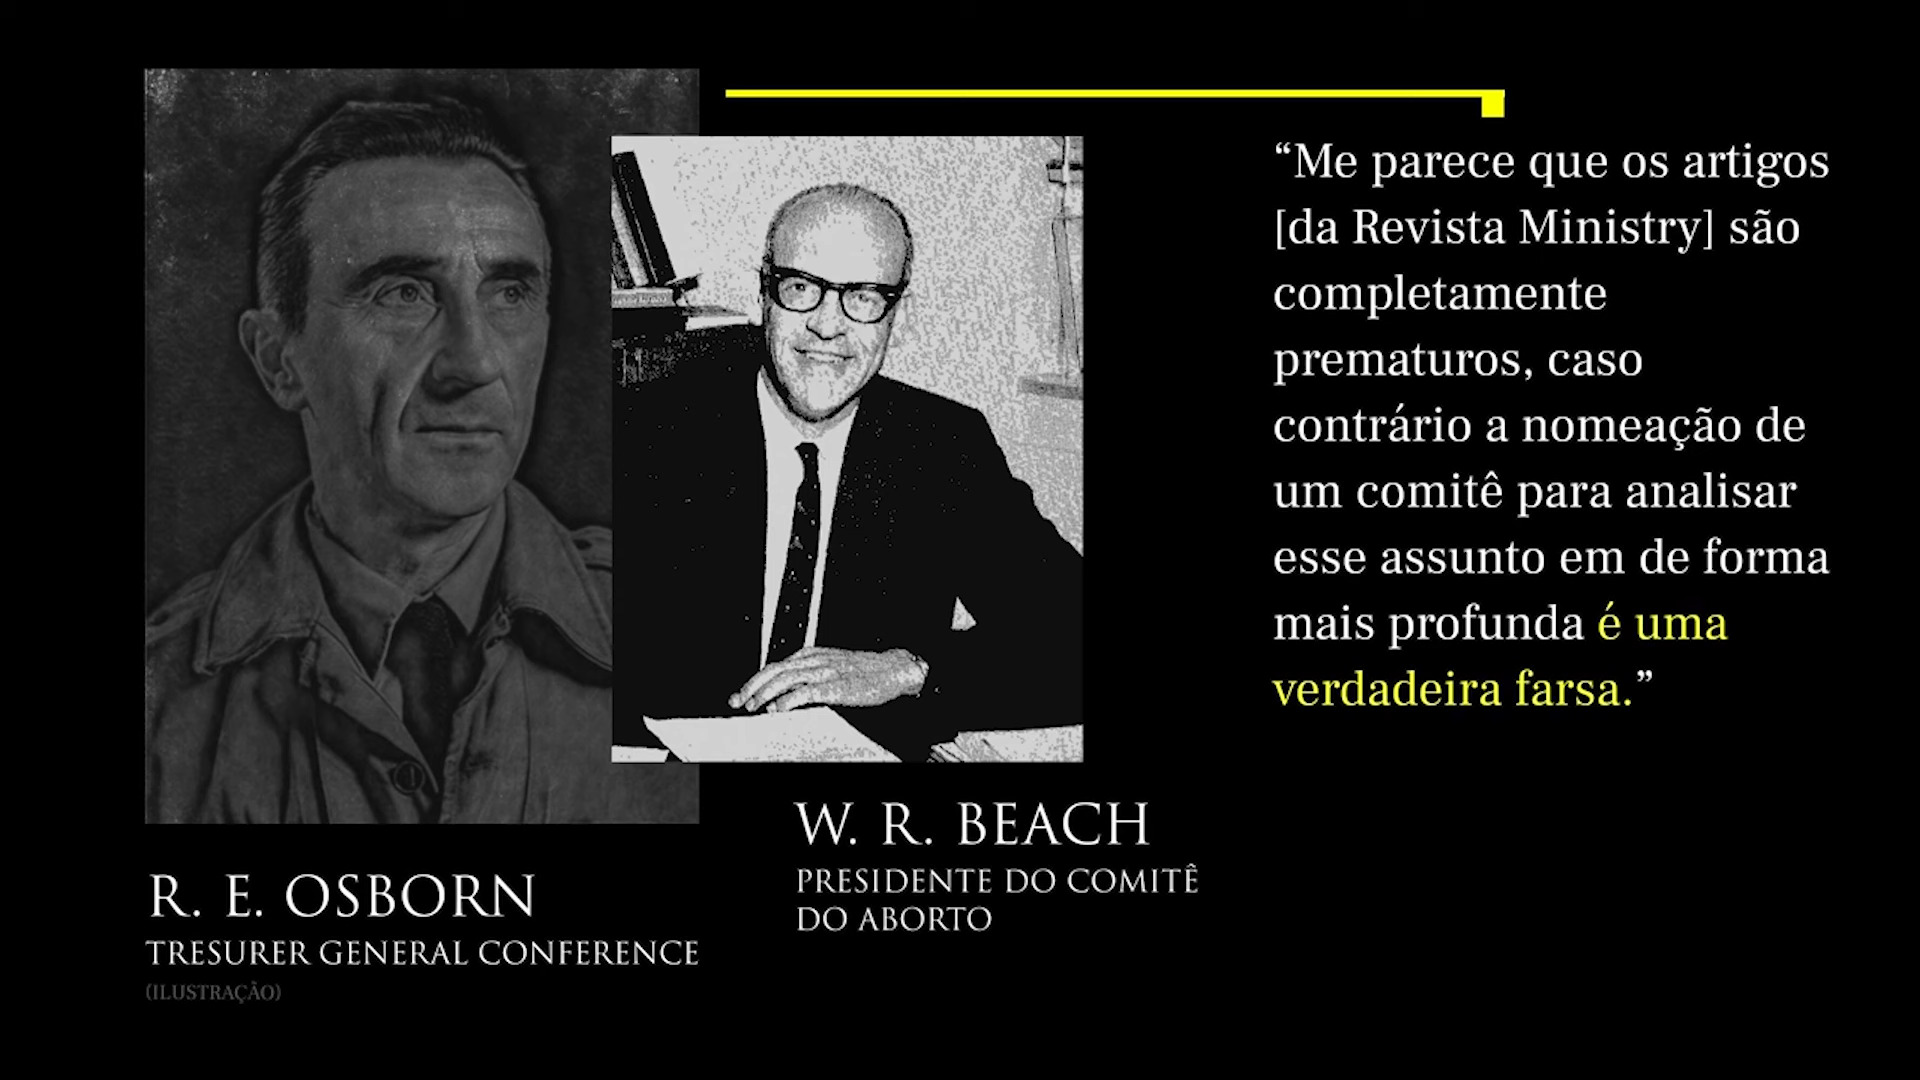 “Me parece que os artigos
[da Revista Ministry] são
completamente
prematuros, caso
contrário a nomeação de
um comitê para analisar
esse assunto em de forma
mais profunda é uma
verdadeira farsa.”
W. R. BEACH
PRESIDENTE DO COMITÊ
DO ABORTO
R. E. OSBORN
TRESURER GENERAL CONFERENCE
(ILUSTRAÇÃO)